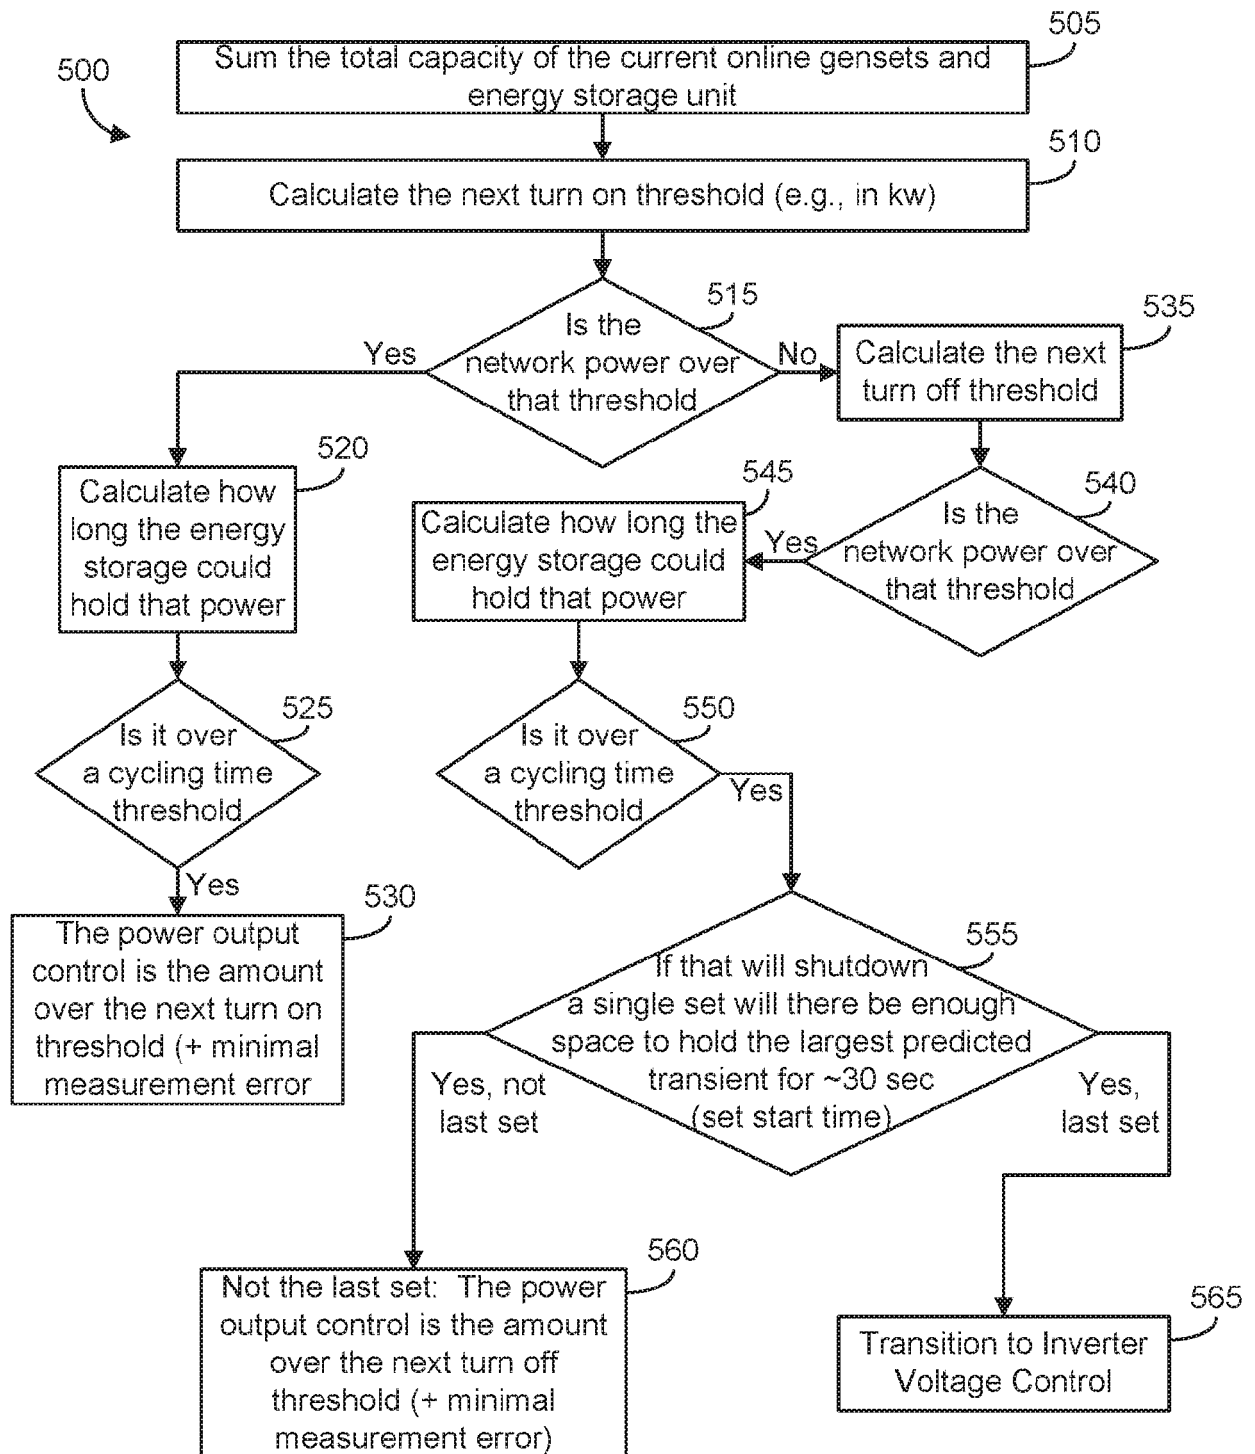 505
Sum the total capacity of the current online gensets and
energy storage unit
500
510
Calculate the next turn on threshold (e.g., in kw)
515
Is the
network power over
that threshold
Yes
No
535
Calculate the next
turn off threshold
520
Calculate how
long the energy
storage could
hold that power
545
Calculate how long the
energy storage could
hold that power
Yes
540
Is the
network power over
that threshold
525
Is it over
a cycling time
threshold
Yes
550
Is it over
a cycling time
threshold
Yes
530
The power output
control is the amount
over the next turn on
threshold (+ minimal
measurement error
555
If that will shutdown
a single set will there be enough
space to hold the largest predicted
transient for ~30 sec
(set start time)
Yes, not
last set
Yes,
last set
560
Not the last set: The power
output control is the amount
over the next turn off
threshold (+ minimal
measurement error)
565
Transition to Inverter
Voltage Control